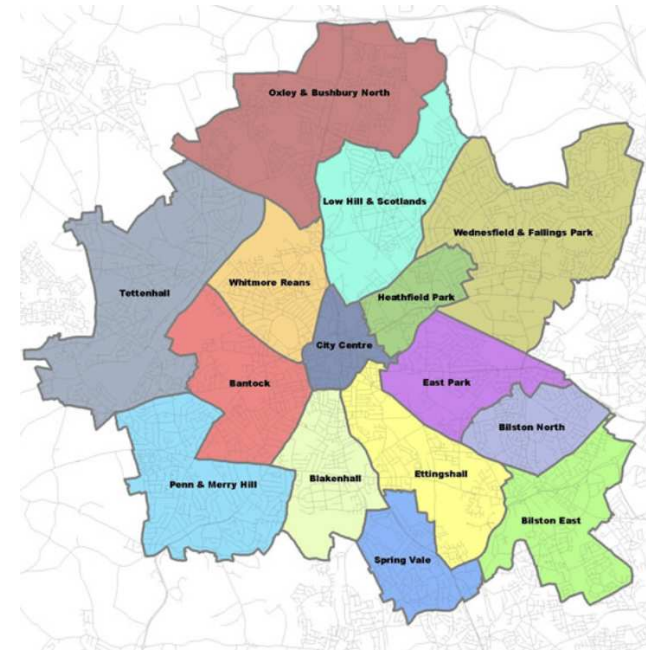 Oxley & Bushbury North
Low Hill & Scotlands
Wednesfield & Fallings Park
Whitmore Reans
Tettenhall
Heathfield Park
City Centre
Bantock
East Park
Bilston North
Ettingshall
Blakenhall
Penn & Merry Hill
Bilston East
Spring Vale